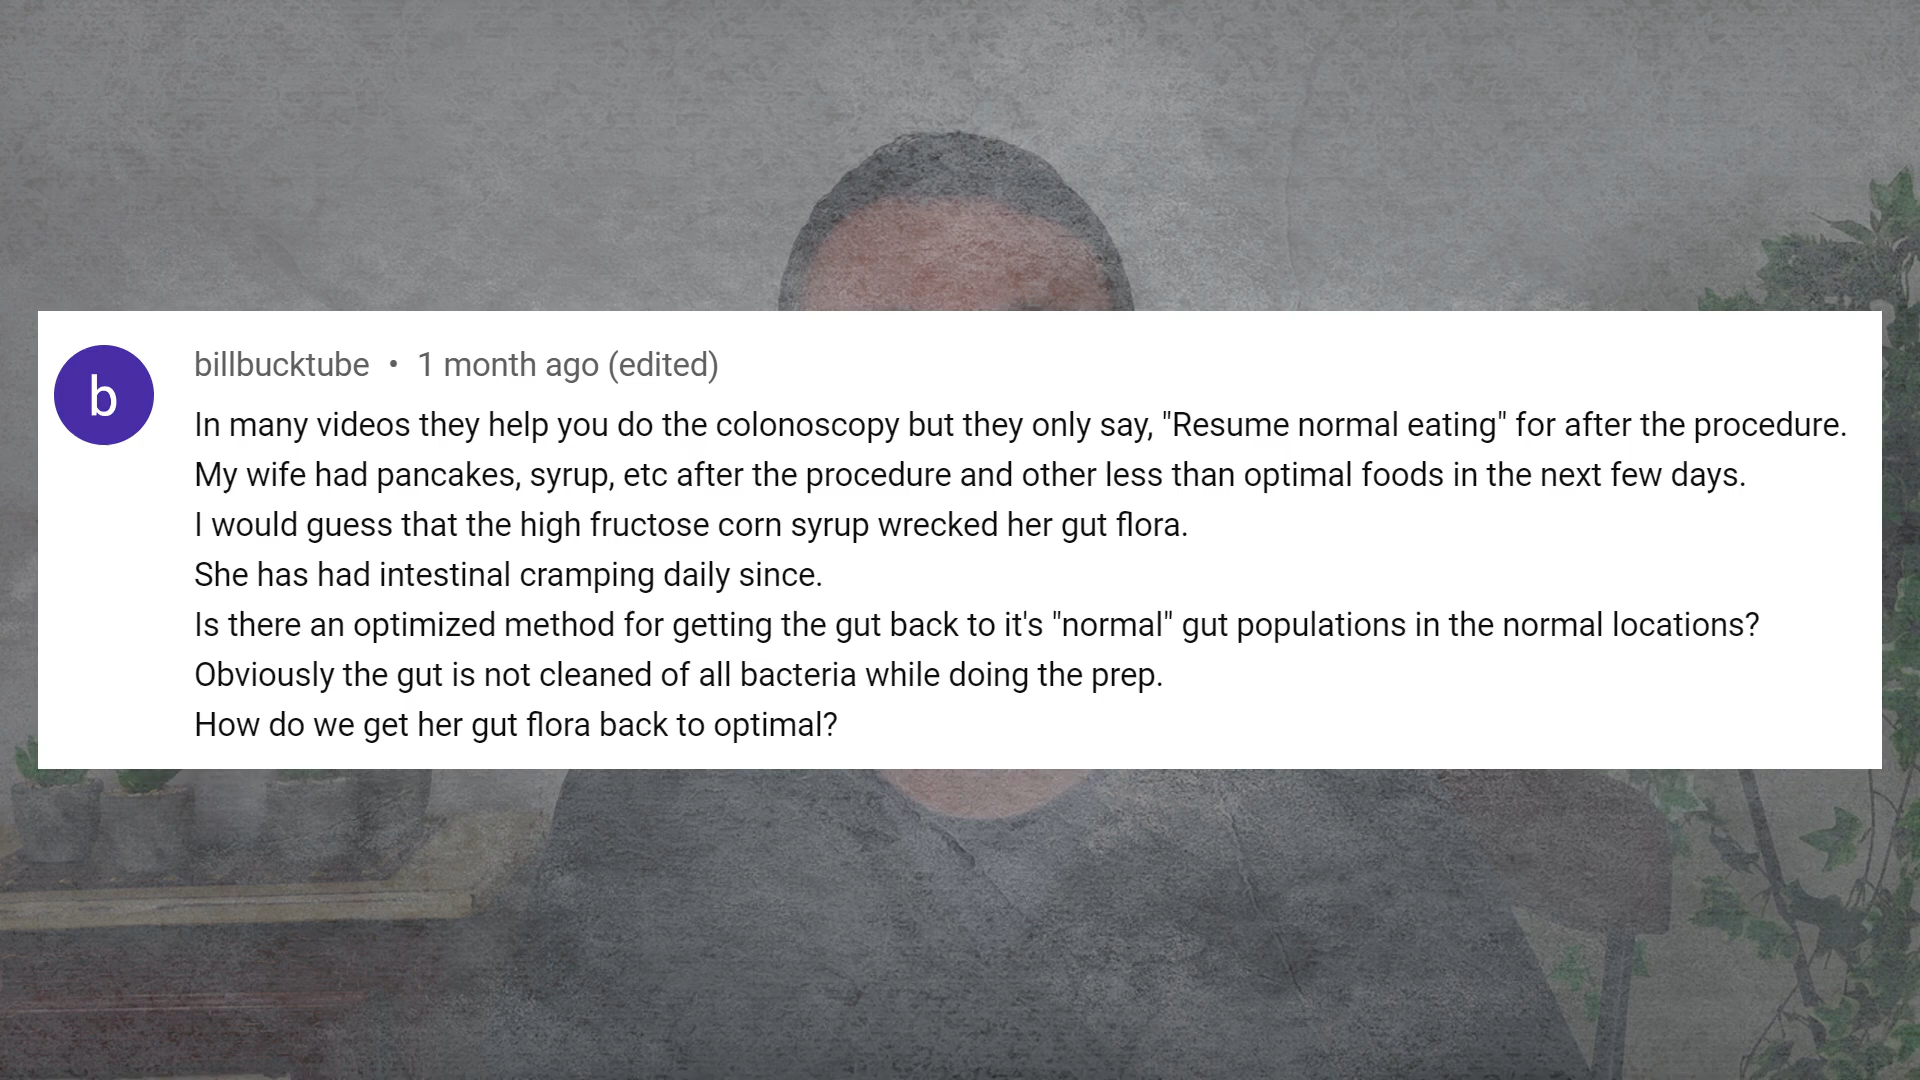 b
billbucktube • 1 month ago (edited)
In many videos they help you do the colonoscopy but they only say, "Resume normal eating" for after the procedure.
My wife had pancakes, syrup, etc after the procedure and other less than optimal foods in the next few days.
I would guess that the high fructose corn syrup wrecked her gut flora.
She has had intestinal cramping daily since.
Is there an optimized method for getting the gut back to it's "normal" gut populations in the normal locations?
Obviously the gut is not cleaned of all bacteria while doing the prep.
How do we get her gut flora back to optimal?